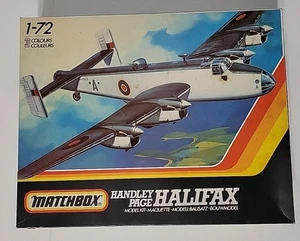 1-72
COLOURS
COULEURS
A
HANDLEY
PAGE HALIFAX
MATCHBOX
MODEL KIT•MAQUETTE•MODELLBAUSATZ•BOUWMODEL